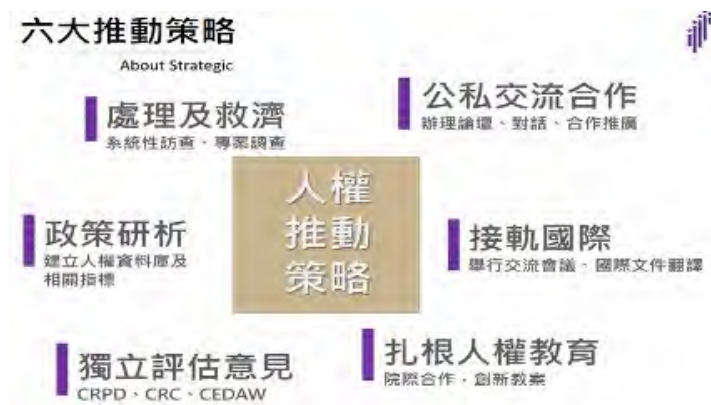 六大推動策略
About Strategic
處理及救濟
系統性訪查、專案調查
公私交流合作
辦理論壇、對話、合作推廣
人權
推動
策略
政策研析
建立人權資料庫及
相關指標
接軌國際
舉行交流會議、國際文件翻譯
獨立評估意見
CRPD、CRC、CEDAW
扎根人權教育
院際合作，創新教案